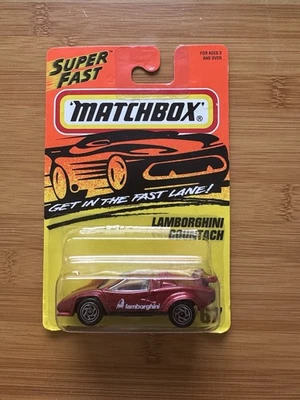 SUPER
FAST
FOR AGES 3
AND OVER
MATCHBOX®
GET IN THE FAST LANE!
LAMBORGHINI
COUNTACH
lamborghini
67